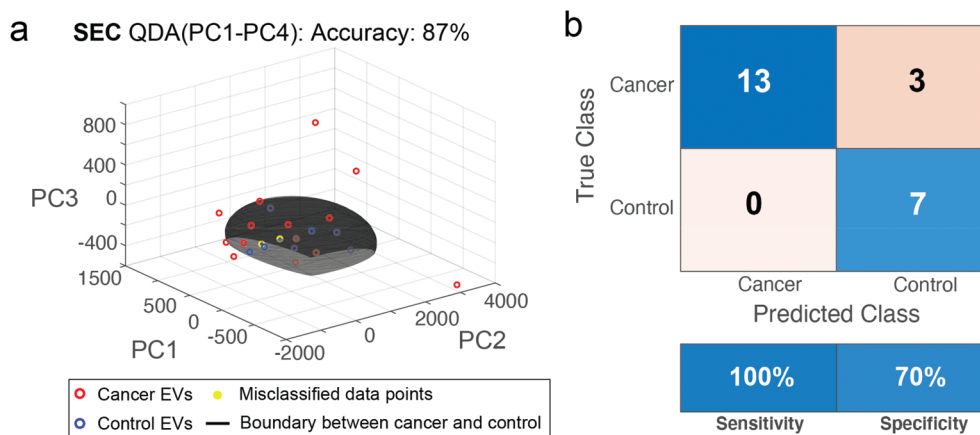 a
SEC QDA(PC1-PC4): Accuracy: 87%
800
400
0
-400
PC3
1500
500
0
-500
-2000
PC1
0
2000
4000
PC2
Cancer EVs
Misclassified data points
Control EVs
Boundary between cancer and control
b
True Class
Cancer
13
3
Control
0
7
Cancer
Control
Predicted Class
100%
70%
Sensitivity
Specificity